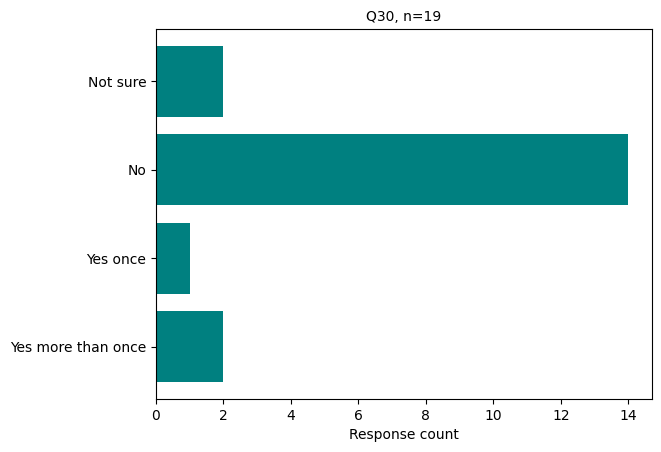 Q30, n=19
Not sure
No
Yes once
Yes more than once
0 2 4 6 8 10 12 14
Response count